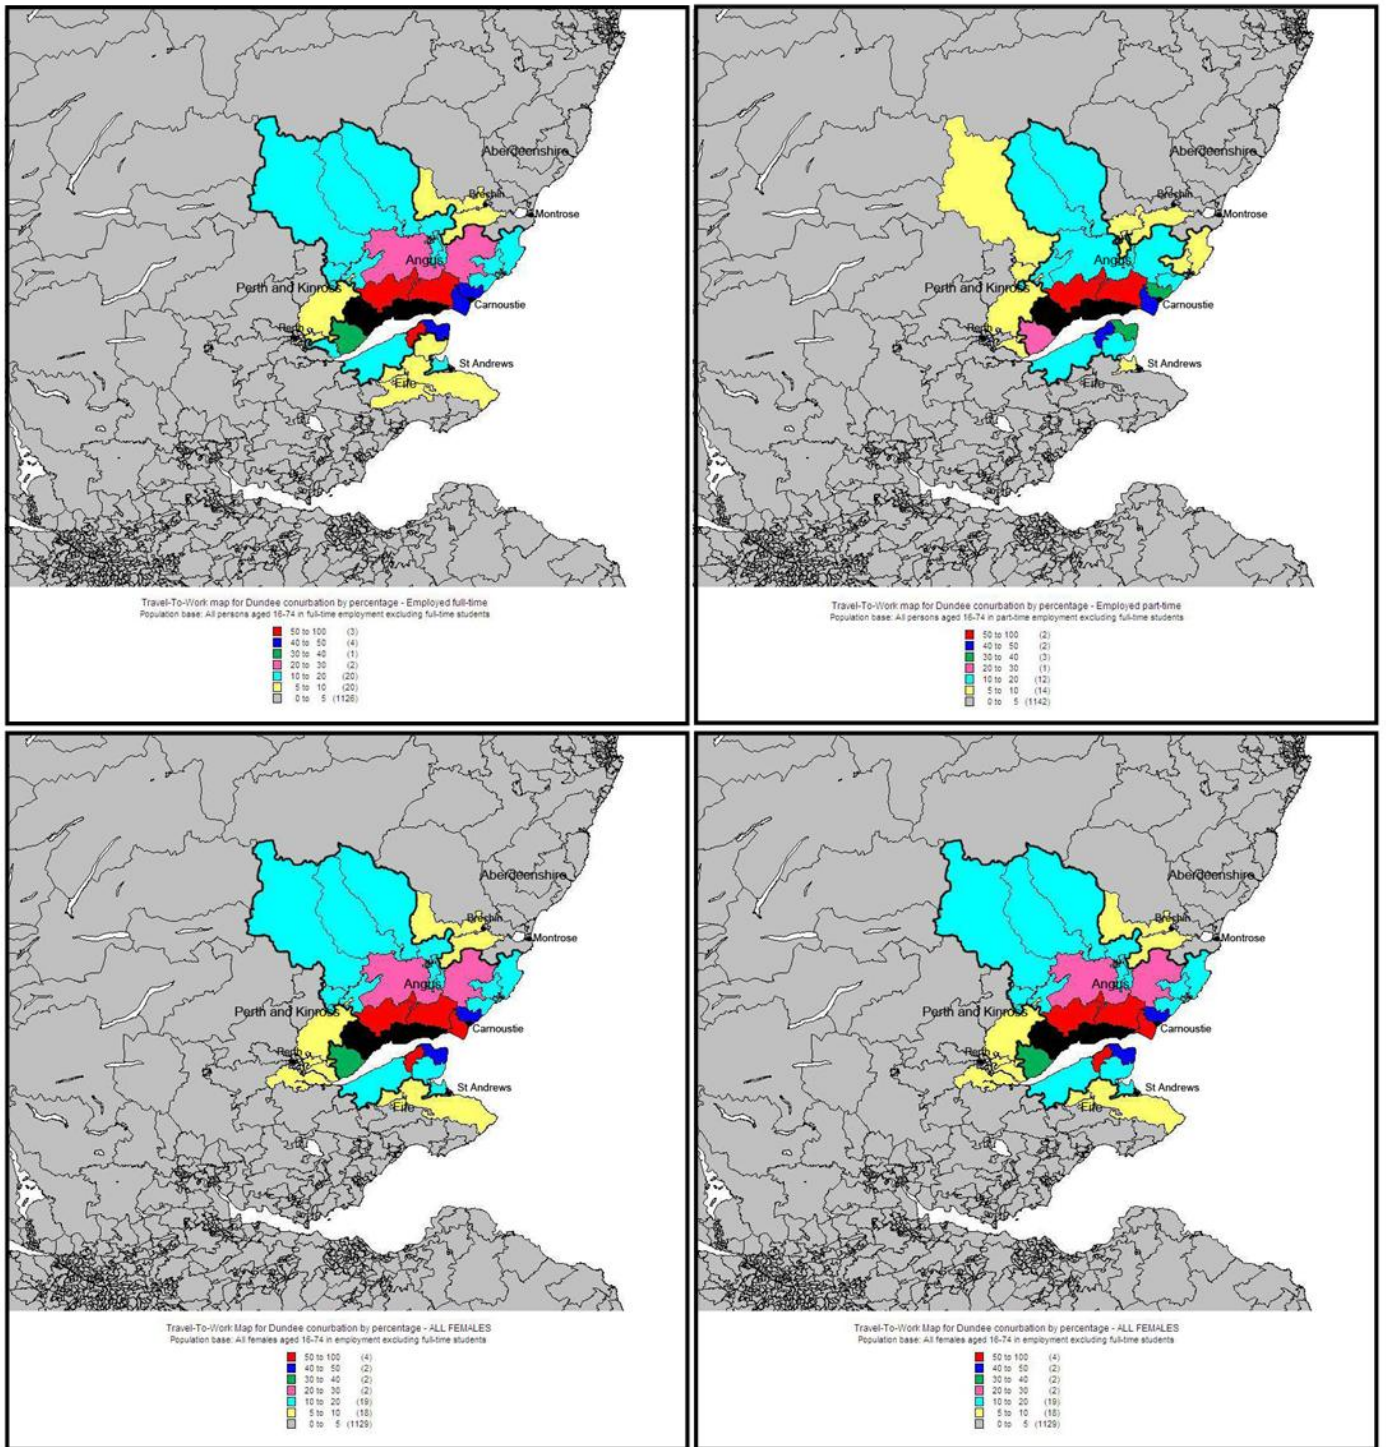 Aberdeenshire
Brechin
Montrose
Angus
Perth and Kinross
Carnoustie
Perth
St Andrews
Fife
Travel-To-Work map for Dundee conurbation by percentage - Employed full-time
Population base: All persons aged 16-74 in full-time employment excluding full-time students
50 to 100 (3)
40 to 50 (4)
30 to 40 (1)
20 to 30 (2)
10 to 20 (20)
5 to 10 (20)
0 to 5 (1126)
Aberdeenshire
Brechin
Montrose
Angus
Perth and Kinross
Carnoustie
Perth
St Andrews
Fife
Travel-To-Work map for Dundee conurbation by percentage - Employed part-time
Population base: All persons aged 16-74 in part-time employment excluding full-time students
50 to 100 (2)
40 to 50 (2)
30 to 40 (3)
20 to 30 (1)
10 to 20 (12)
5 to 10 (14)
0 to 5 (1142)
Aberdeenshire
Brechin
Montrose
Angus
Perth and Kinross
Carnoustie
Perth
St Andrews
Fife
Travel-To-Work Map for Dundee conurbation by percentage - ALL FEMALES
Population base: All females aged 16-74 in employment excluding full-time students
50 to 100 (4)
40 to 50 (2)
30 to 40 (2)
20 to 30 (2)
10 to 20 (19)
5 to 10 (18)
0 to 5 (1129)
Aberdeenshire
Brechin
Montrose
Angus
Perth and Kinross
Carnoustie
Perth
St Andrews
Fife
Travel-To-Work Map for Dundee conurbation by percentage - ALL FEMALES
Population base: All females aged 16-74 in employment excluding full-time students
50 to 100 (4)
40 to 50 (2)
30 to 40 (2)
20 to 30 (2)
10 to 20 (19)
5 to 10 (18)
0 to 5 (1129)